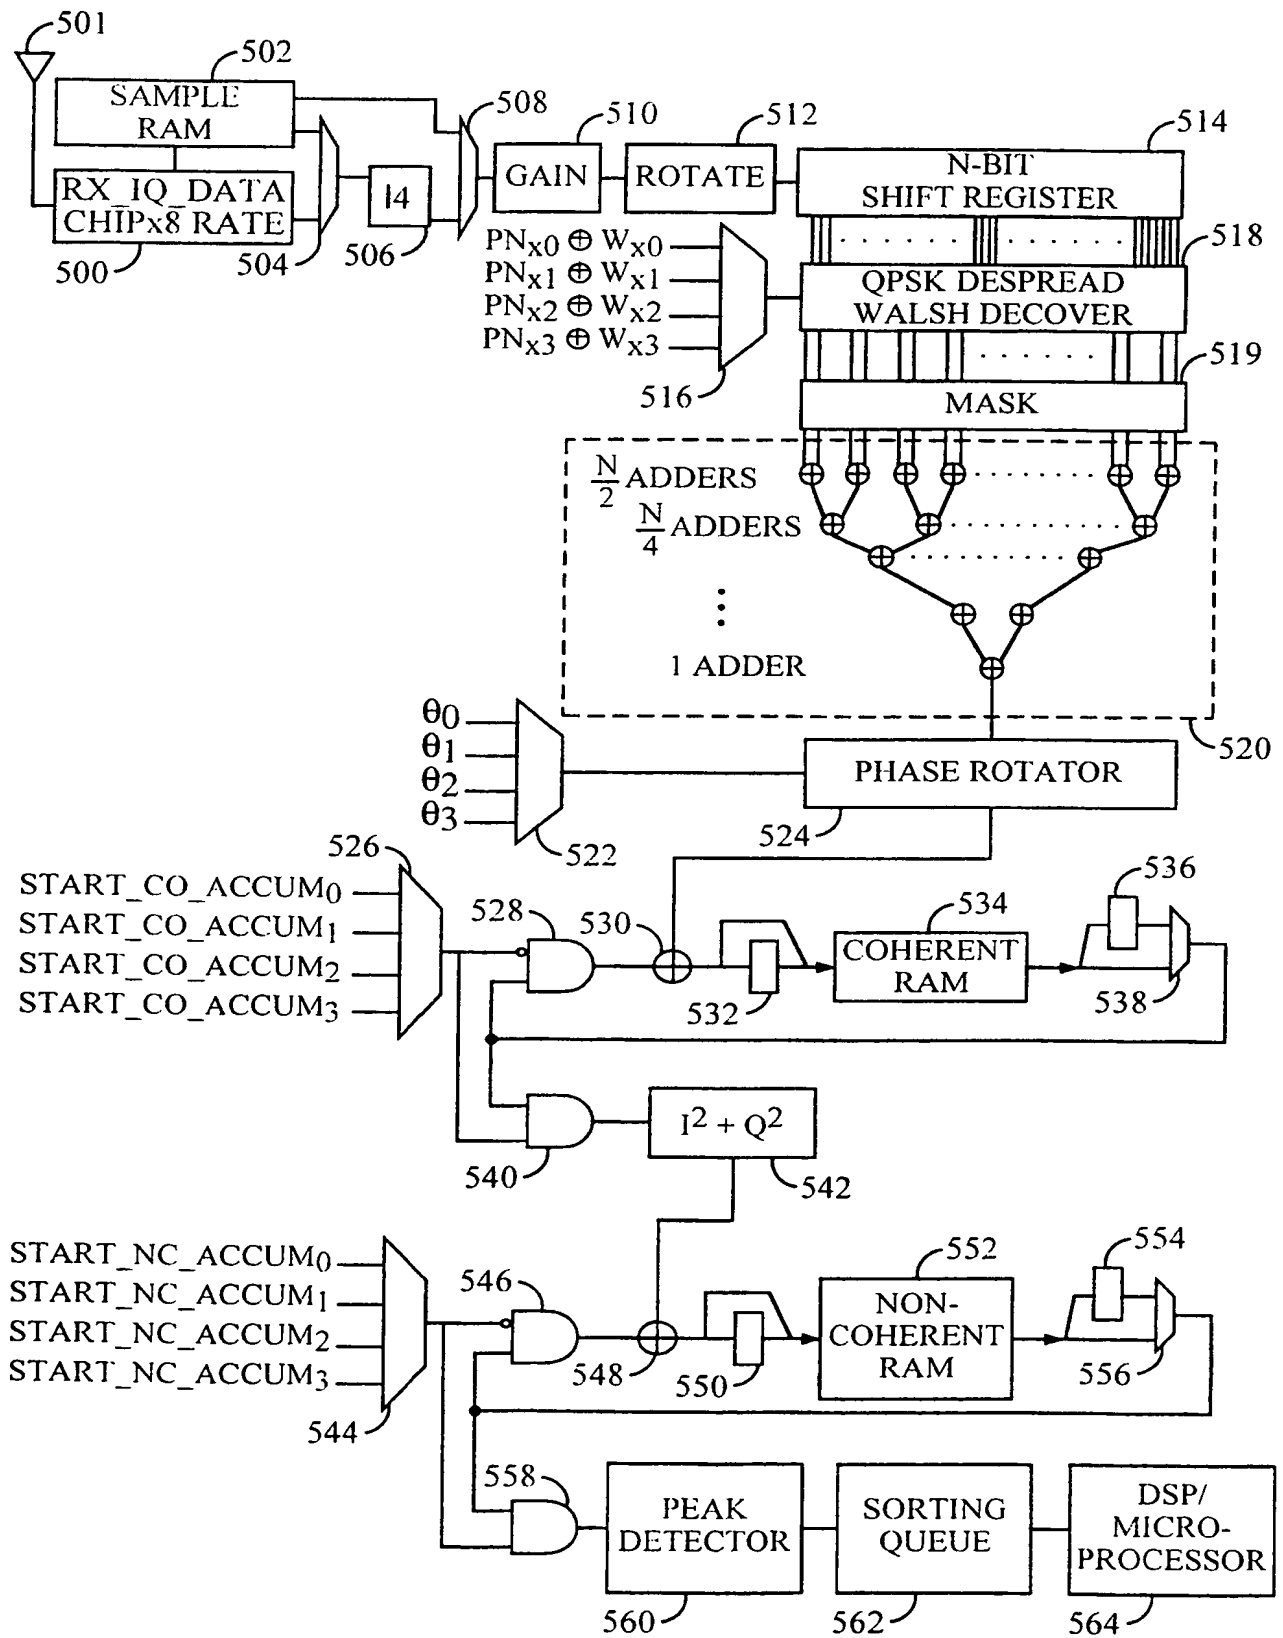 501
502
SAMPLE
RAM
508
510
512
514
RX_IQ_DATA
CHIPx8 RATE
I4
GAIN
ROTATE
N-BIT
SHIFT REGISTER
500
504
506
PNx0 ⊕ Wx0
PNx1 ⊕ Wx1
PNx2 ⊕ Wx2
PNx3 ⊕ Wx3
516
518
QPSK DESPREAD
WALSH DECOVER
519
MASK
N/2 ADDERS
N/4 ADDERS
1 ADDER
520
θ0
θ1
θ2
θ3
522
PHASE ROTATOR
524
526
START_CO_ACCUM0
START_CO_ACCUM1
START_CO_ACCUM2
START_CO_ACCUM3
528
530
532
534
COHERENT
RAM
536
538
540
I² + Q²
542
START_NC_ACCUM0
START_NC_ACCUM1
START_NC_ACCUM2
START_NC_ACCUM3
544
546
548
550
552
NON-
COHERENT
RAM
554
556
558
PEAK
DETECTOR
SORTING
QUEUE
DSP/
MICRO-
PROCESSOR
560
562
564